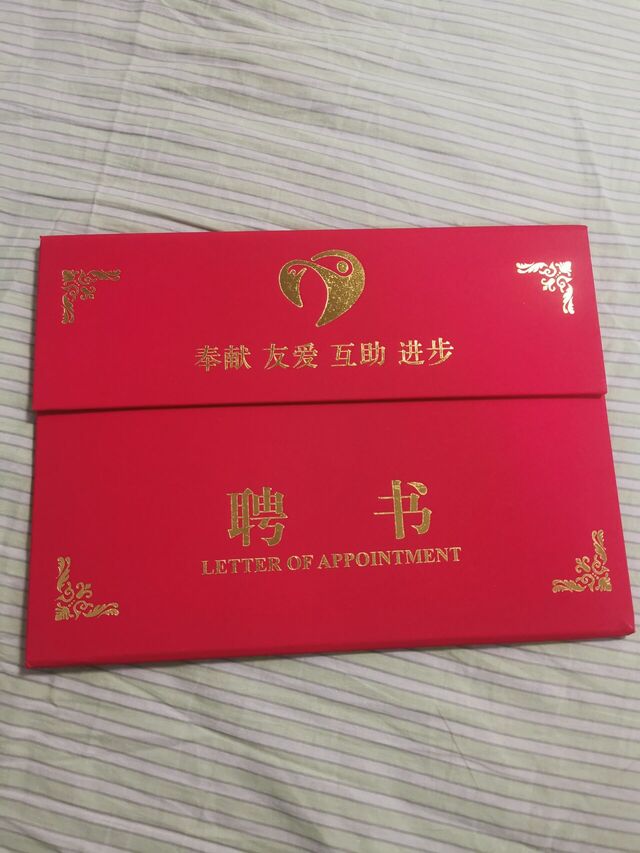 奉献 友爱 互助 进步
聘 书
LETTER OF APPOINTMENT